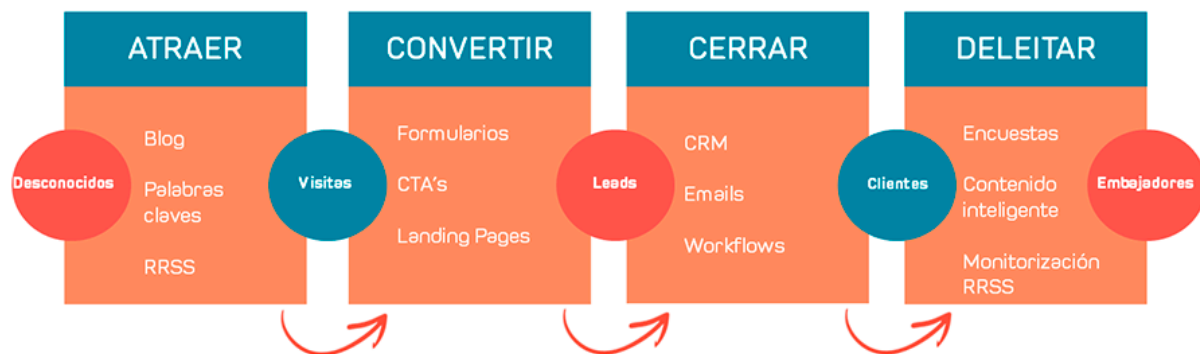 ATRAER
CONVERTIR
CERRAR
DELEITAR
Desconocidos
Blog
Palabras
claves
RRSS
Visitas
Formularios
CTA's
Landing Pages
Leads
CRM
Emails
Workflows
Clientes
Encuestas
Contenido
inteligente
Monitorización
RRSS
Embajadores